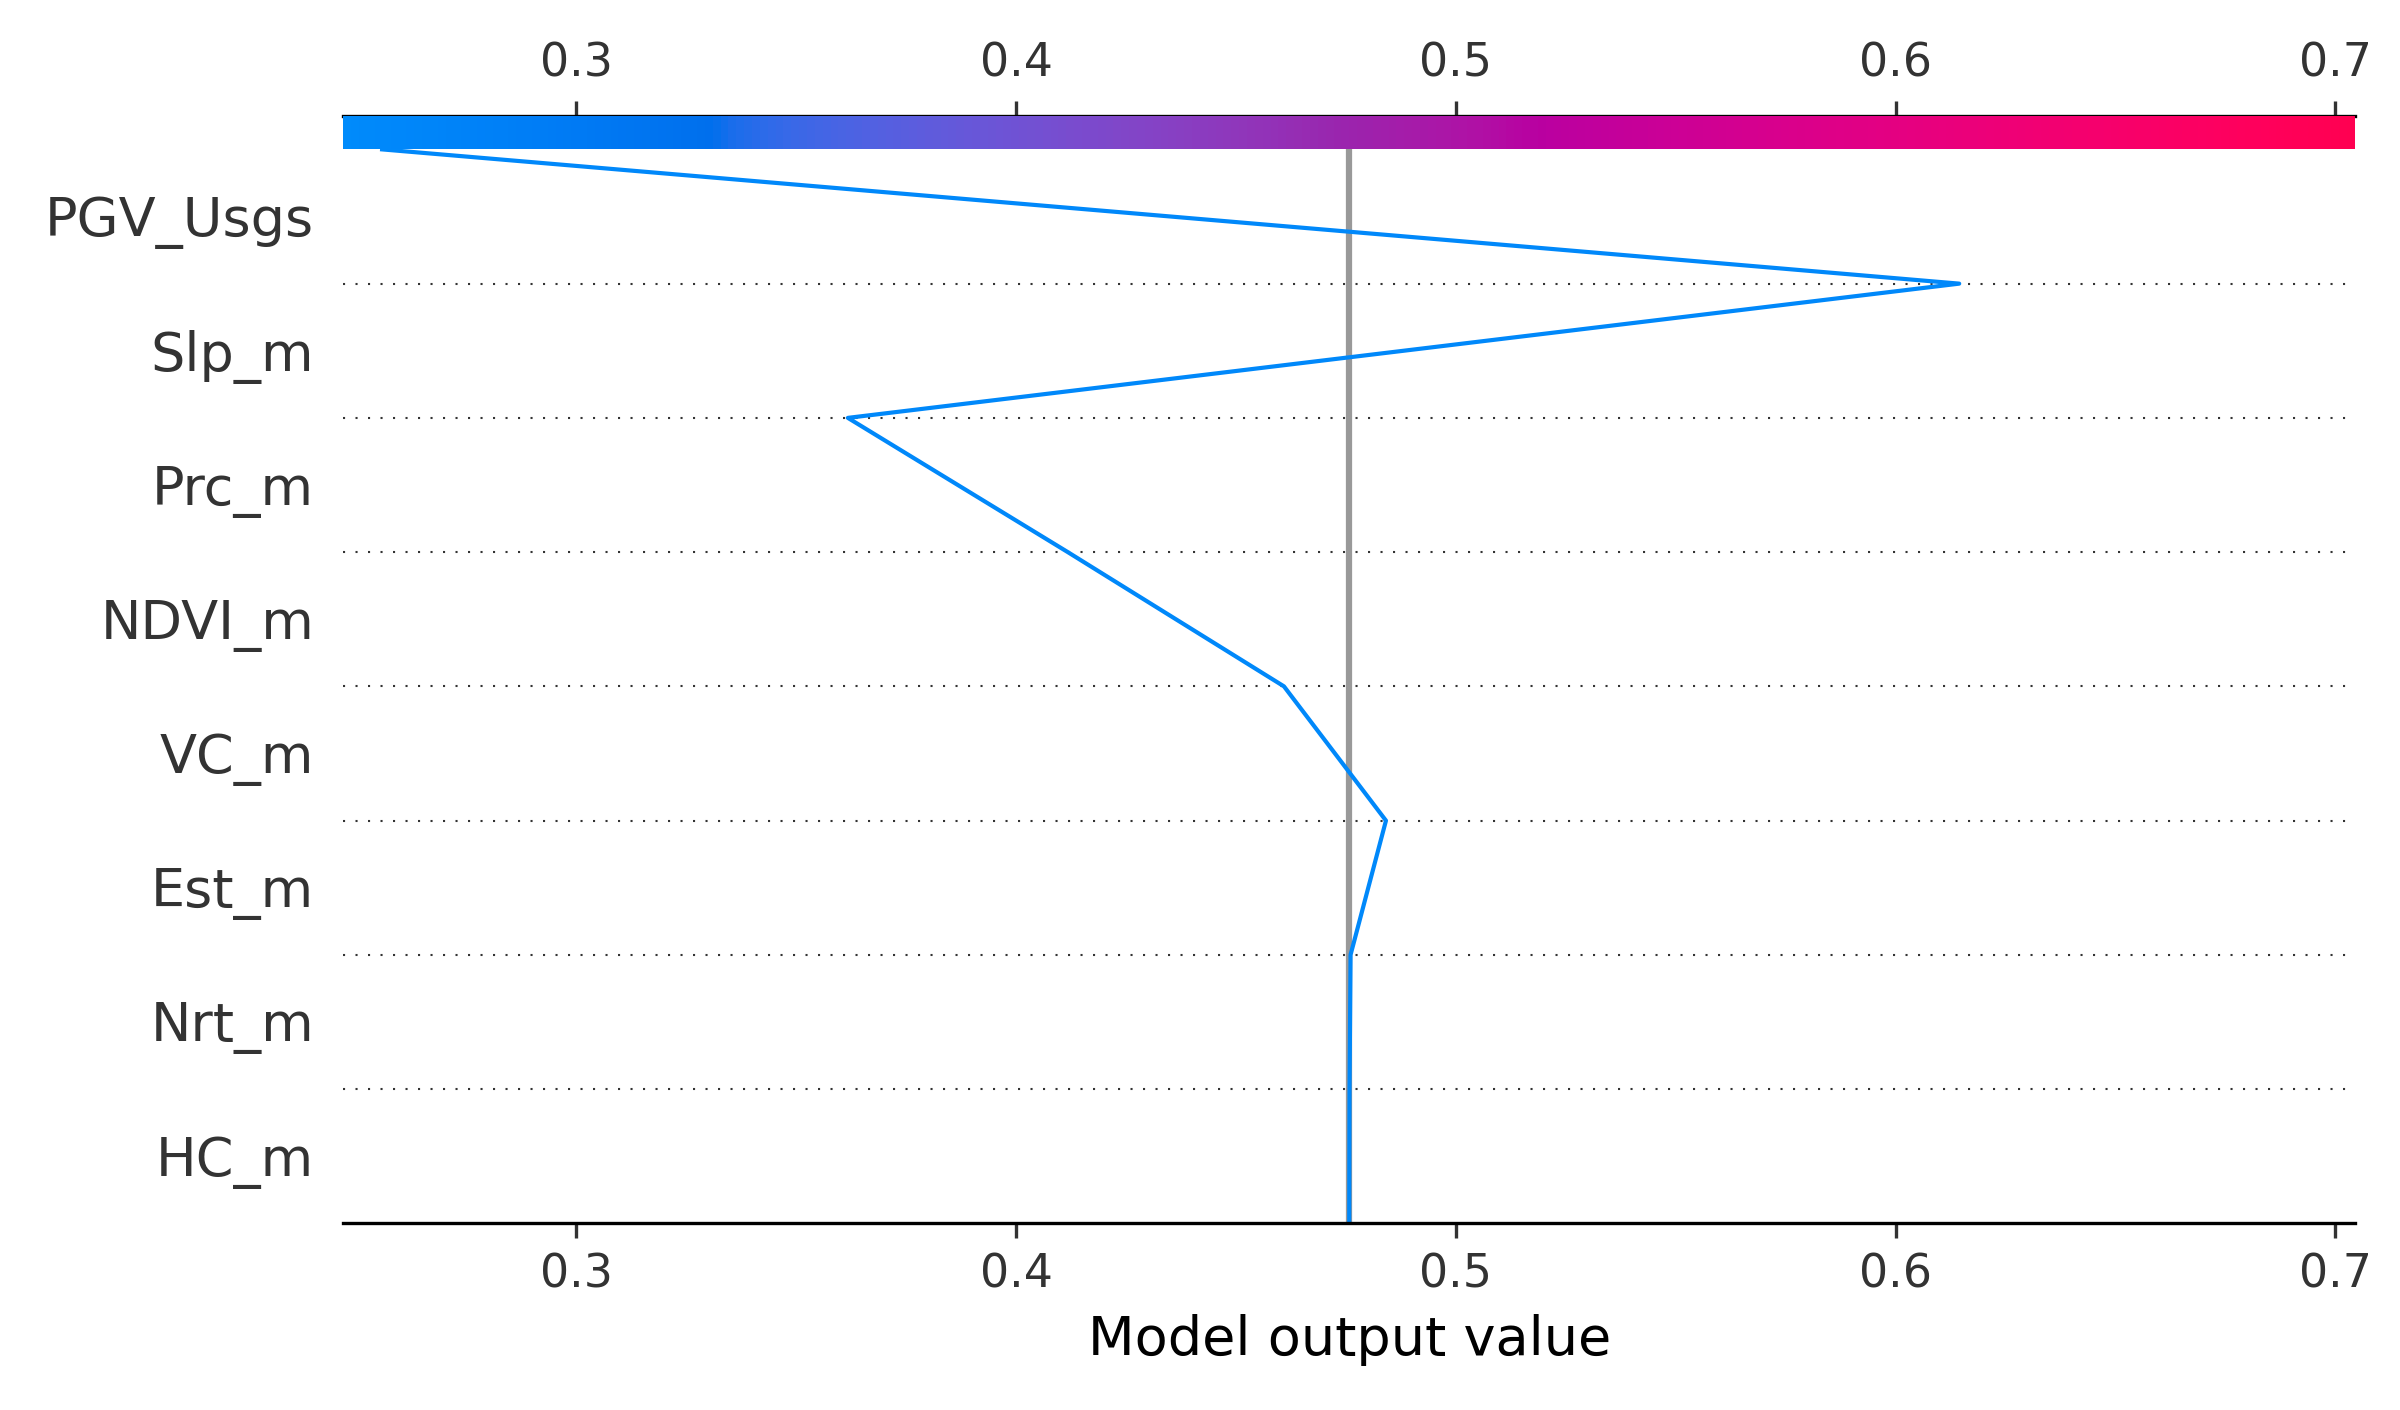 0.3 0.4 0.5 0.6 0.7
PGV_Usgs
Slp_m
Prc_m
NDVI_m
VC_m
Est_m
Nrt_m
HC_m
0.3 0.4 0.5 0.6 0.7
Model output value